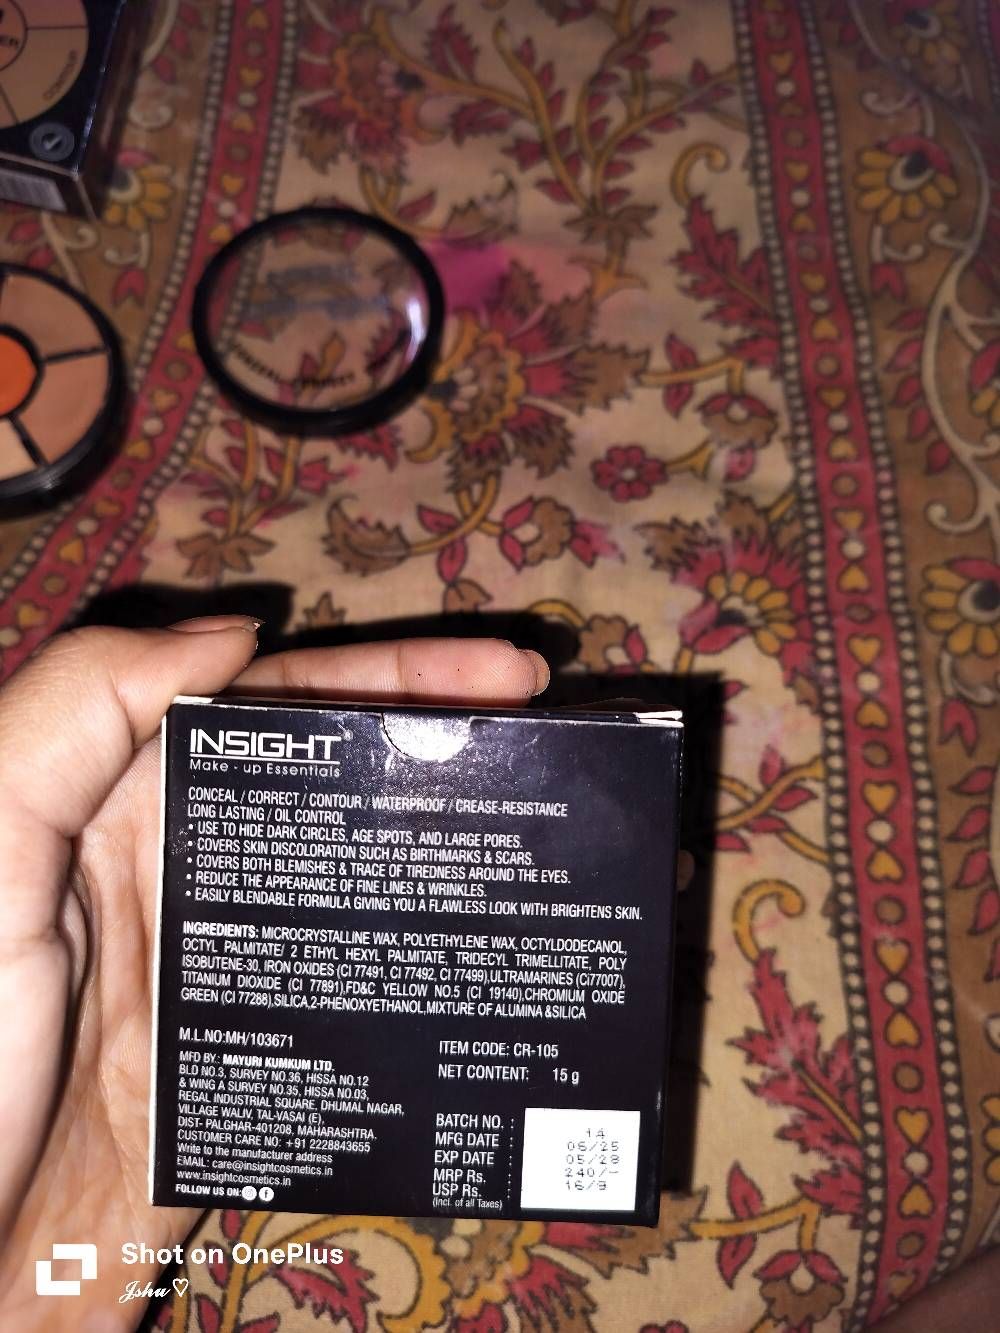 CONTOUR
INSIGHT
Make - up Essentials
CONCEAL / CORRECT / CONTOUR / WATERPROOF / CREASE-RESISTANCE
LONG LASTING / OIL CONTROL
• USE TO HIDE DARK CIRCLES, AGE SPOTS, AND LARGE PORES.
• COVERS SKIN DISCOLORATION SUCH AS BIRTHMARKS & SCARS.
• COVERS BOTH BLEMISHES & TRACE OF TIREDNESS AROUND THE EYES.
• REDUCE THE APPEARANCE OF FINE LINES & WRINKLES.
• EASILY BLENDABLE FORMULA GIVING YOU A FLAWLESS LOOK WITH BRIGHTENS SKIN.
INGREDIENTS: MICROCRYSTALLINE WAX, POLYETHYLENE WAX, OCTYLDODECANOL,
OCTYL PALMITATE/ 2 ETHYL HEXYL PALMITATE, TRIDECYL TRIMELLITATE, POLY
ISOBUTENE-30, IRON OXIDES (CI 77491, CI 77492, CI 77499),ULTRAMARINES (Ci77007),
TITANIUM DIOXIDE (CI 77891),FD&C YELLOW NO.5 (CI 19140),CHROMIUM OXIDE
GREEN (CI 77288),SILICA,2-PHENOXYETHANOL,MIXTURE OF ALUMINA &SILICA
M.L.NO:MH/103671
MFD BY.: MAYURI KUMKUM LTD.
BLD NO.3, SURVEY NO.36, HISSA NO.12
& WING A SURVEY NO.35, HISSA NO.03,
REGAL INDUSTRIAL SQUARE, DHUMAL NAGAR,
VILLAGE WALIV, TAL-VASAI (E),
DIST- PALGHAR-401208. MAHARASHTRA.
CUSTOMER CARE NO: +91 2228843655
Write to the manufacturer address
EMAIL: care@insightcosmetics.in
www.insightcosmetics.in
FOLLOW US ON:
ITEM CODE: CR-105
NET CONTENT: 15 g
BATCH NO. : 14
MFG DATE : 06/25
EXP DATE : 05/28
MRP Rs. : 240/-
USP Rs. : 16/g
(Incl. of all Taxes)
Shot on OnePlus
Jshu♡